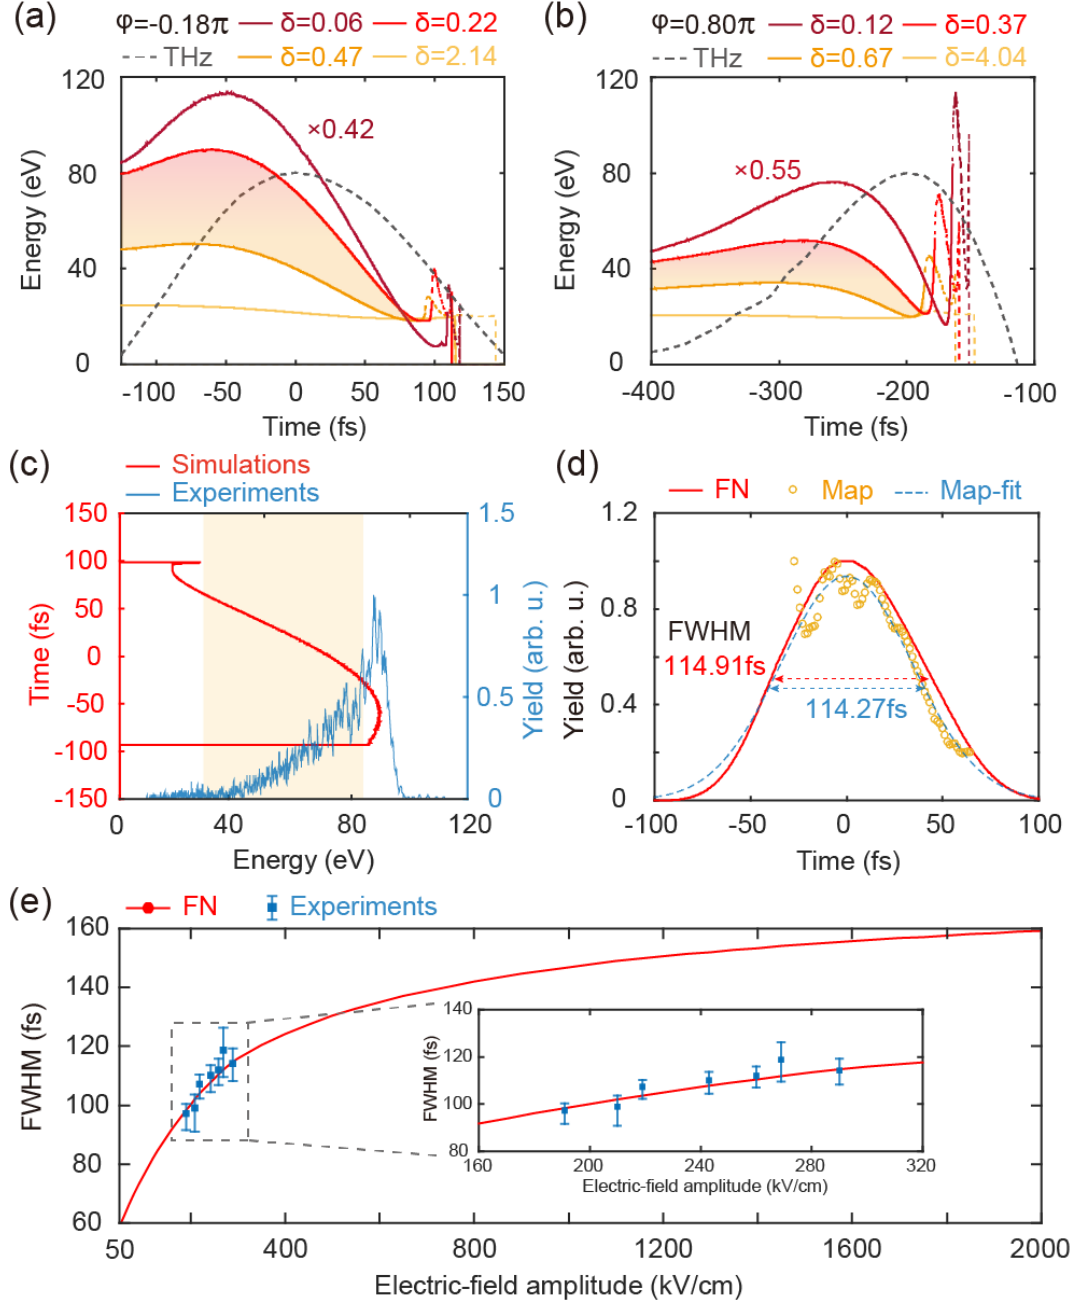 (a)
φ=-0.18π δ=0.06 δ=0.22
THz δ=0.47 δ=2.14
120
80
40
0
Energy (eV)
×0.42
-100 -50 0 50 100 150
Time (fs)
(b)
φ=0.80π δ=0.12 δ=0.37
THz δ=0.67 δ=4.04
120
80
40
0
Energy (eV)
×0.55
-400 -300 -200 -100
Time (fs)
(c)
Simulations
Experiments
150
100
50
0
-50
-100
-150
Time (fs)
1.5
1
0.5
0
Yield (arb. u.)
0 40 80 120
Energy (eV)
(d)
FN Map Map-fit
1.2
0.8
0.4
0
Yield (arb. u.)
FWHM
114.91fs
114.27fs
-100 -50 0 50 100
Time (fs)
(e)
FN Experiments
160
140
120
100
80
60
FWHM (fs)
140
120
100
80
FWHM (fs)
160 200 240 280 320
Electric-field amplitude (kV/cm)
50 400 800 1200 1600 2000
Electric-field amplitude (kV/cm)